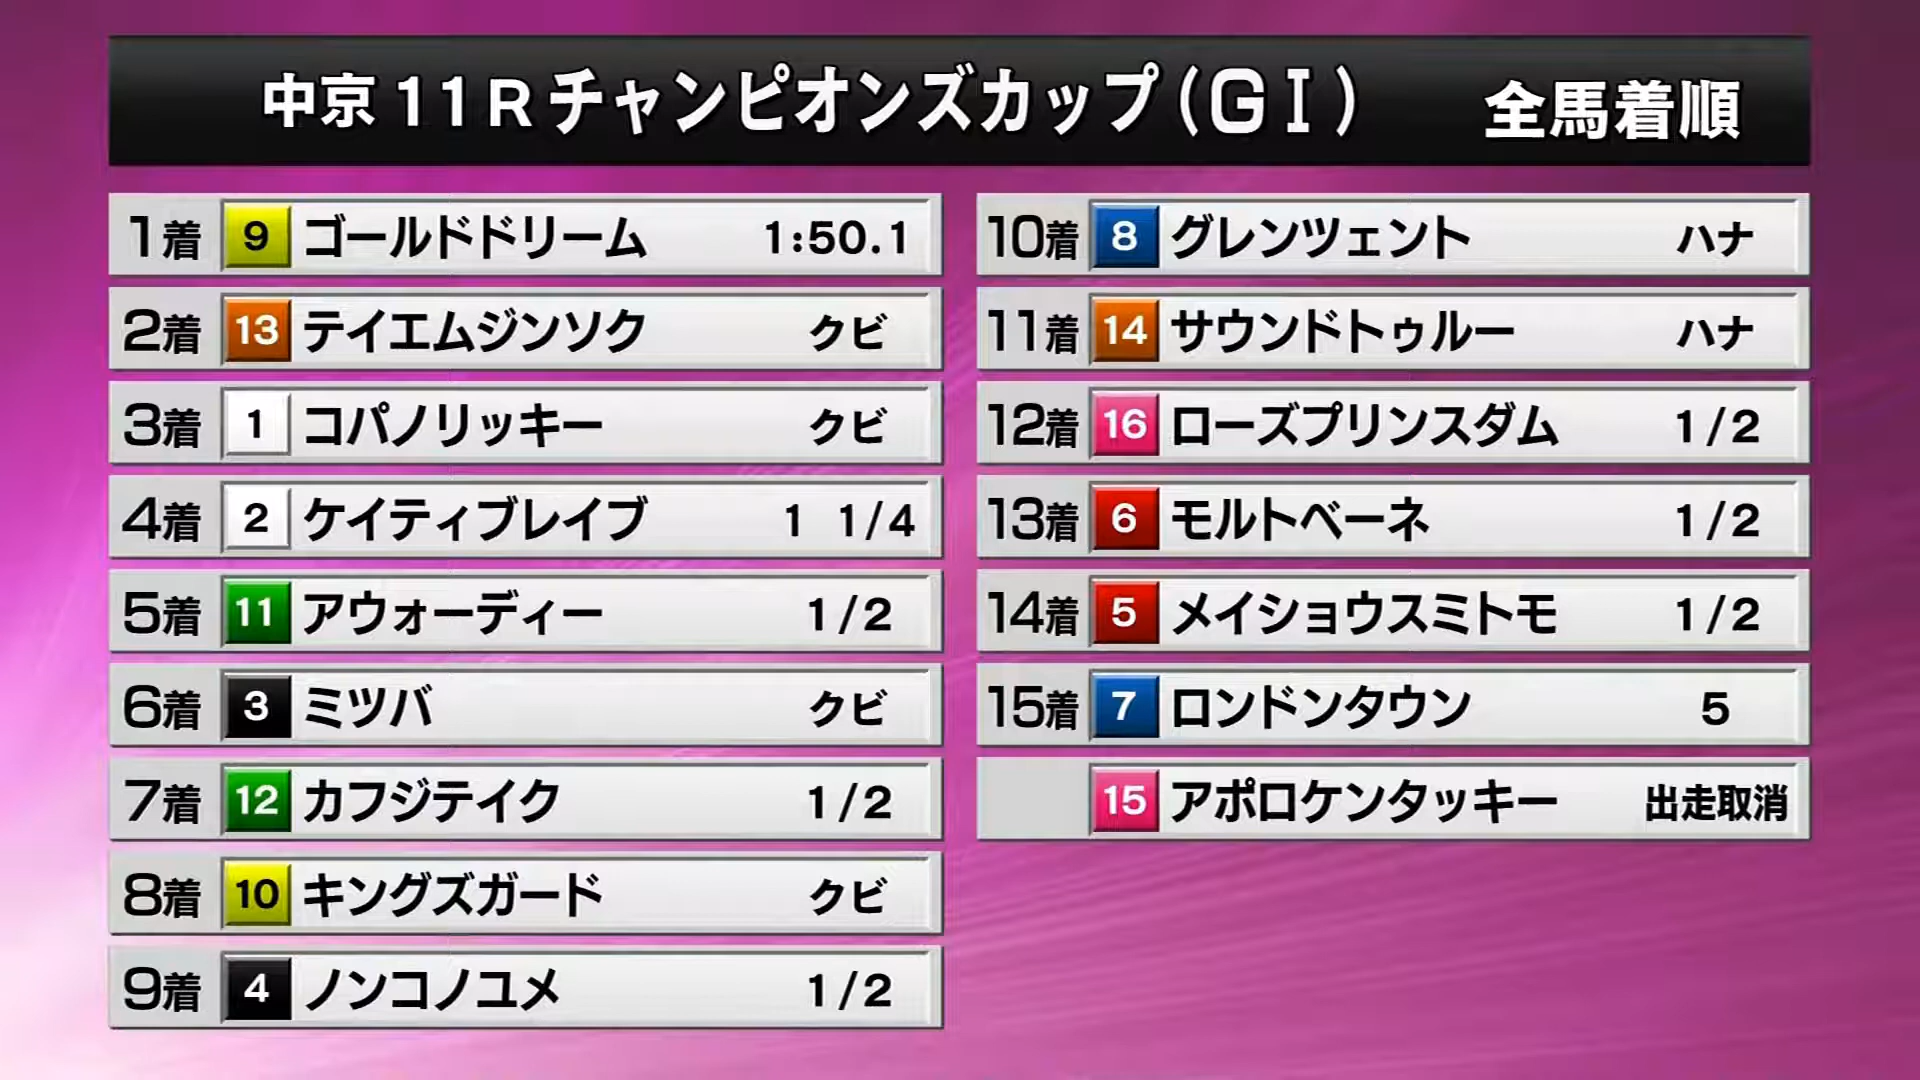 中京11Rチャンピオンズカップ(GⅠ) 全馬着順
1着 9 ゴールドドリーム 1:50.1
2着 13 テイエムジンソク クビ
3着 1 コパノリッキー クビ
4着 2 ケイティブレイブ 1 1/4
5着 11 アウォーディー 1/2
6着 3 ミツバ クビ
7着 12 カフジテイク 1/2
8着 10 キングズガード クビ
9着 4 ノンコノユメ 1/2
10着 8 グレンツェント ハナ
11着 14 サウンドトゥルー ハナ
12着 16 ローズプリンスダム 1/2
13着 6 モルトベーネ 1/2
14着 5 メイショウスミトモ 1/2
15着 7 ロンドンタウン 5
15 アポロケンタッキー 出走取消